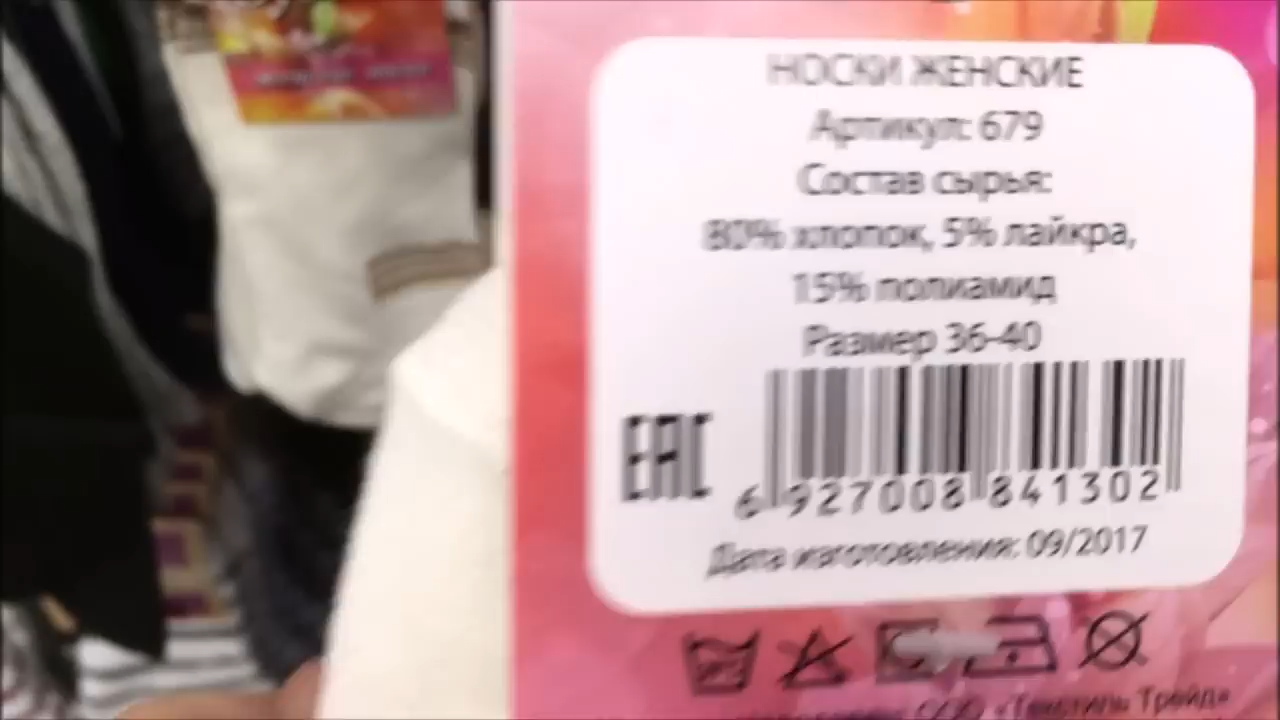 НОСКИ ЖЕНСКИЕ
Артикул: 679
Состав сырья:
80% хлопок, 5% лайкра,
15% полиамид
Размер 36-40
EAC
6 927008 841302
Дата изготовления: 09/2017
ООО «Текстиль Трейд»